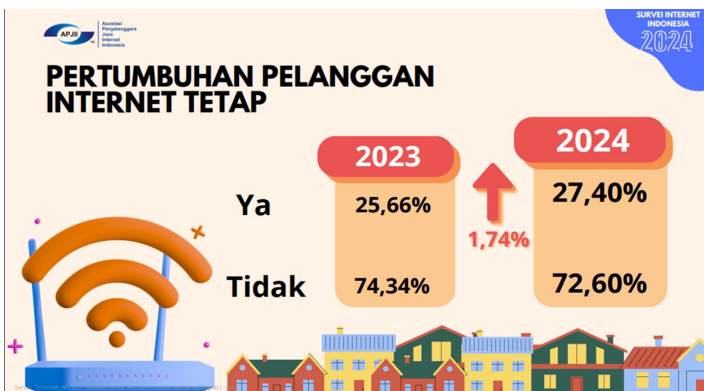 APJII
Asosiasi
Penyelenggara
Jasa
Internet
Indonesia
SURVEI INTERNET
INDONESIA
2024
PERTUMBUHAN PELANGGAN
INTERNET TETAP
2023
2024
Ya
25,66%
27,40%
1,74%
Tidak
74,34%
72,60%